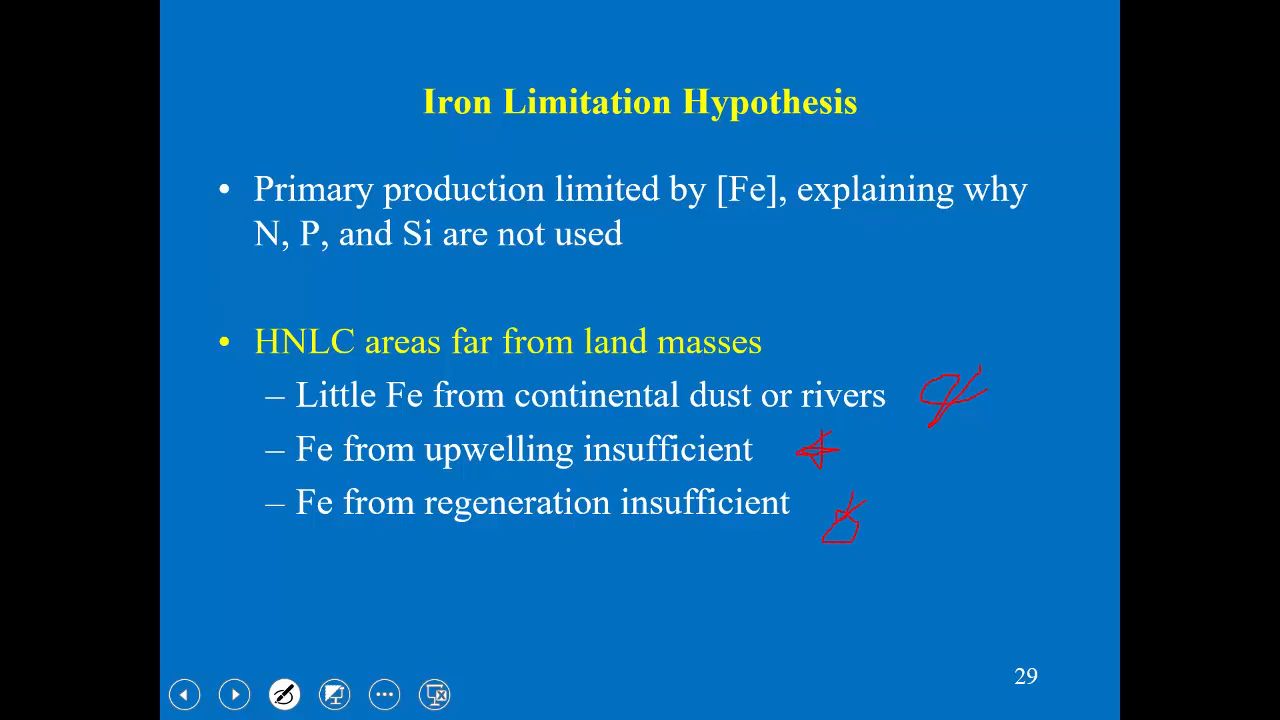 Iron Limitation Hypothesis
• Primary production limited by [Fe], explaining why
N, P, and Si are not used
• HNLC areas far from land masses
– Little Fe from continental dust or rivers
– Fe from upwelling insufficient
– Fe from regeneration insufficient
29